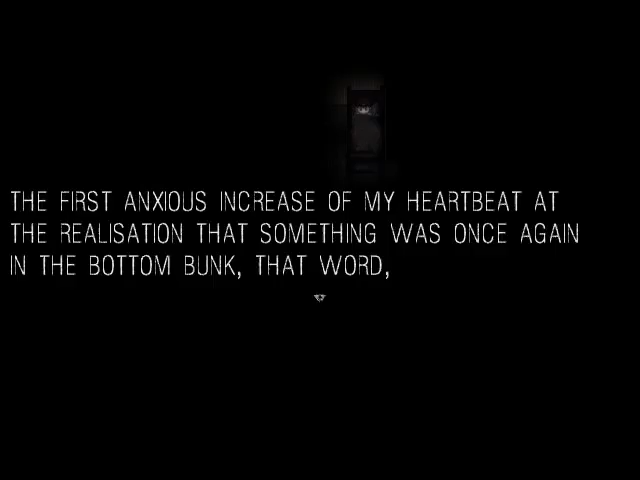 THE FIRST ANXIOUS INCREASE OF MY HEARTBEAT AT
THE REALISATION THAT SOMETHING WAS ONCE AGAIN
IN THE BOTTOM BUNK, THAT WORD,